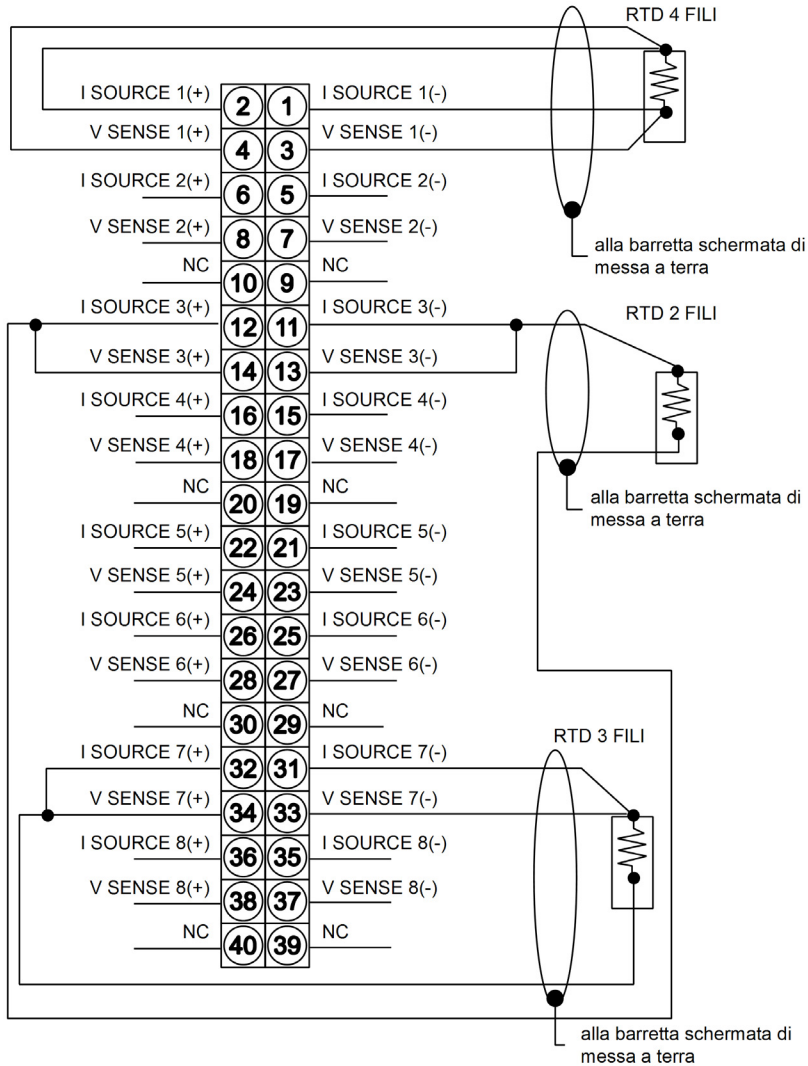 RTD 4 FILI
I SOURCE 1(+) 2 1 I SOURCE 1(-)
V SENSE 1(+) 4 3 V SENSE 1(-)
I SOURCE 2(+) 6 5 I SOURCE 2(-)
V SENSE 2(+) 8 7 V SENSE 2(-)
alla barretta schermata di
messa a terra
NC 10 9 NC
I SOURCE 3(+) 12 11 I SOURCE 3(-)
RTD 2 FILI
V SENSE 3(+) 14 13 V SENSE 3(-)
I SOURCE 4(+) 16 15 I SOURCE 4(-)
V SENSE 4(+) 18 17 V SENSE 4(-)
NC 20 19 NC
alla barretta schermata di
messa a terra
I SOURCE 5(+) 22 21 I SOURCE 5(-)
V SENSE 5(+) 24 23 V SENSE 5(-)
I SOURCE 6(+) 26 25 I SOURCE 6(-)
V SENSE 6(+) 28 27 V SENSE 6(-)
NC 30 29 NC
RTD 3 FILI
I SOURCE 7(+) 32 31 I SOURCE 7(-)
V SENSE 7(+) 34 33 V SENSE 7(-)
I SOURCE 8(+) 36 35 I SOURCE 8(-)
V SENSE 8(+) 38 37 V SENSE 8(-)
NC 40 39 NC
alla barretta schermata di
messa a terra